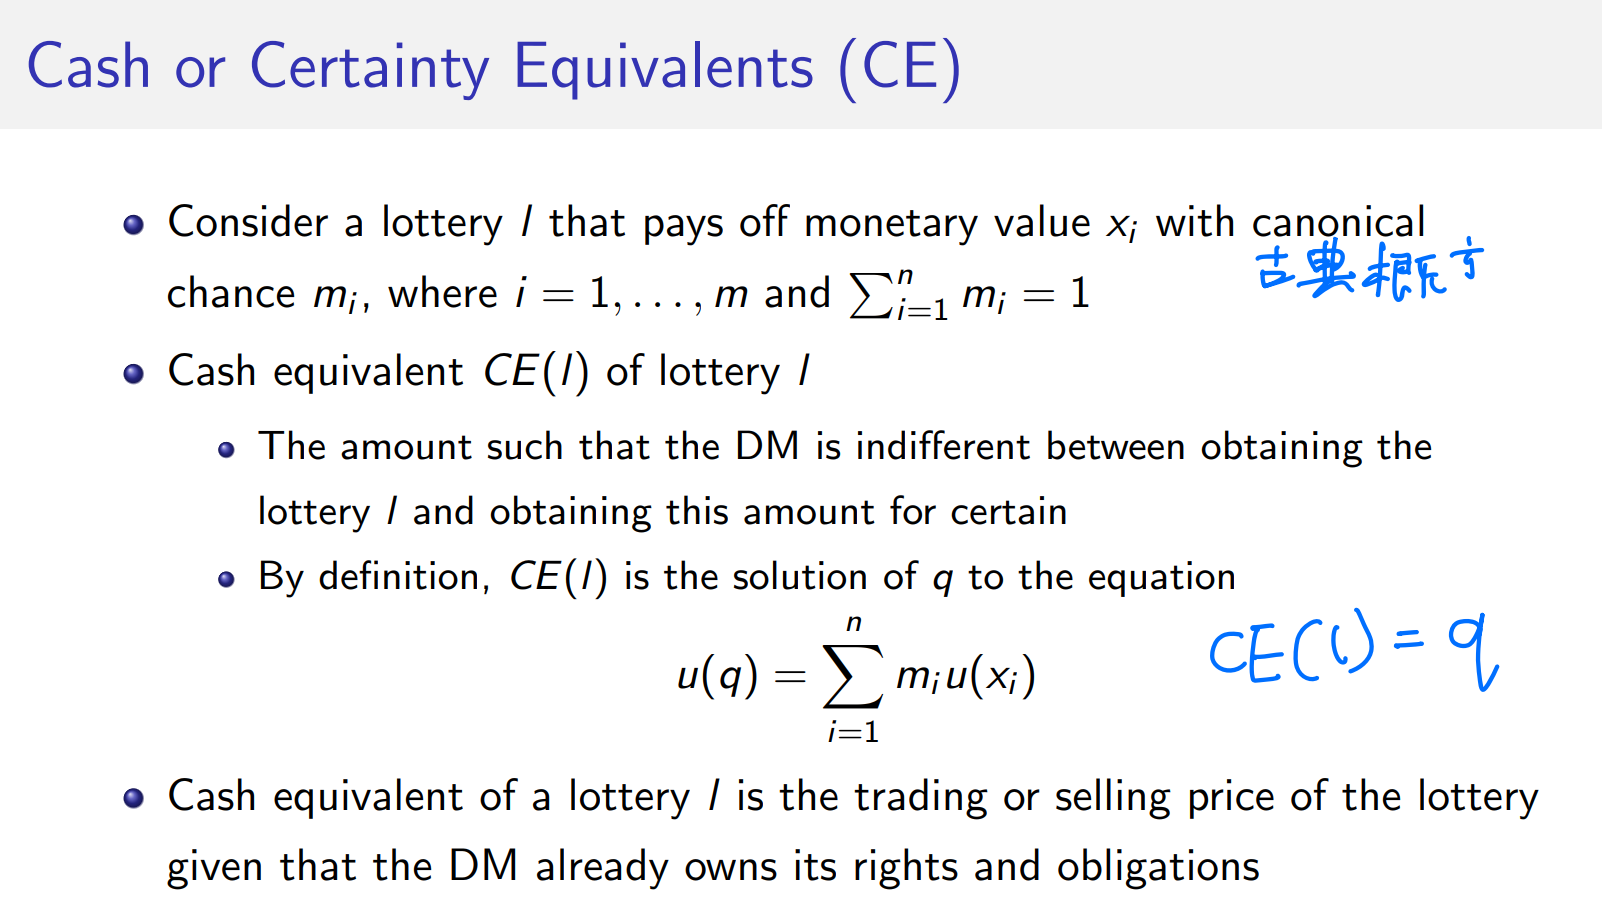 Cash or Certainty Equivalents (CE)
Consider a lottery l that pays off monetary value x_i with canonical
古典概型
chance m_i, where i = 1, . . . , m and ∑_{i=1}^{n} m_i = 1
Cash equivalent CE(l) of lottery l
The amount such that the DM is indifferent between obtaining the
lottery l and obtaining this amount for certain
By definition, CE(l) is the solution of q to the equation
u(q) = ∑_{i=1}^{n} m_i u(x_i)
CE(l) = q
Cash equivalent of a lottery l is the trading or selling price of the lottery
given that the DM already owns its rights and obligations